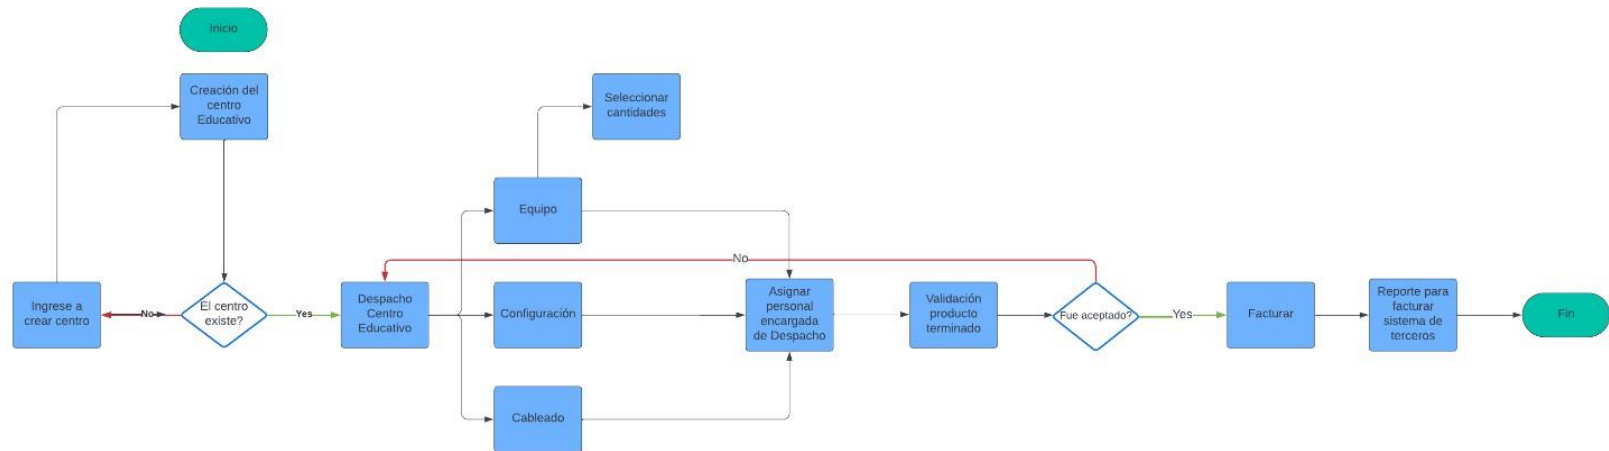 Inicio
Creación del
centro
Educativo
Seleccionar
cantidades
Equipo
No
Ingrese a
crear centro
No
El centro
existe?
Yes
Despacho
Centro
Educativo
Configuración
Asignar
personal
encargada
de Despacho
Validación
producto
terminado
Fue aceptado?
Yes
Facturar
Reporte para
facturar
sistema de
terceros
Fin
Cableado